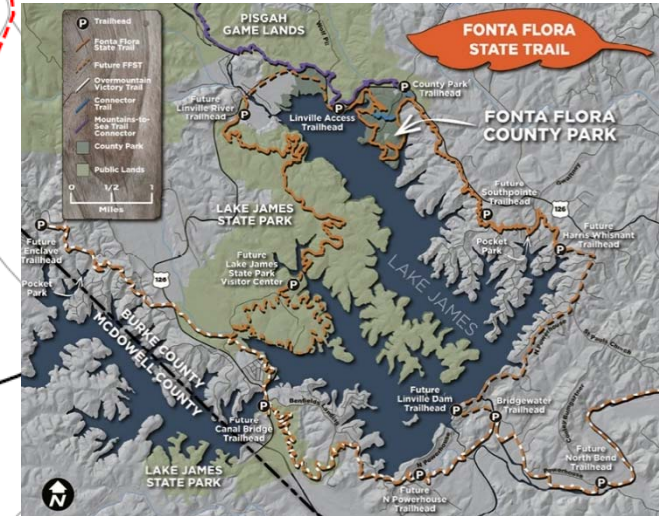 FONTA FLORA
STATE TRAIL
PISGAH
GAME LANDS
Trailhead
Fonta Flora
State Trail
Future FFST
Overmountain
Victory Trail
Connector
Trail
Mountains-to-
Sea Trail
Connector
County Park
Public Lands
0 1/2 1
Miles
P
County Park
Trailhead
P
Linville Access
Trailhead
P
Future
Linville River
Trailhead
FONTA FLORA
COUNTY PARK
Future
Southpointe
Trailhead
P
126
Pocket
Park
Future
Harris Whisnant
Trailhead
P
LAKE JAMES
STATE PARK
P
Future
Enclave
Trailhead
Pocket
Park
126
Future
Lake James
State Park
Visitor Center
P
LAKE JAMES
BURKE COUNTY
MCDOWELL COUNTY
P
Future
Canal Bridge
Trailhead
Benfields Landing
Future
Linville Dam
Trailhead
P
Bridgewater
Trailhead
P
P
Future
N Powerhouse
Trailhead
Future
North Bend
Trailhead
P
LAKE JAMES
STATE PARK
N